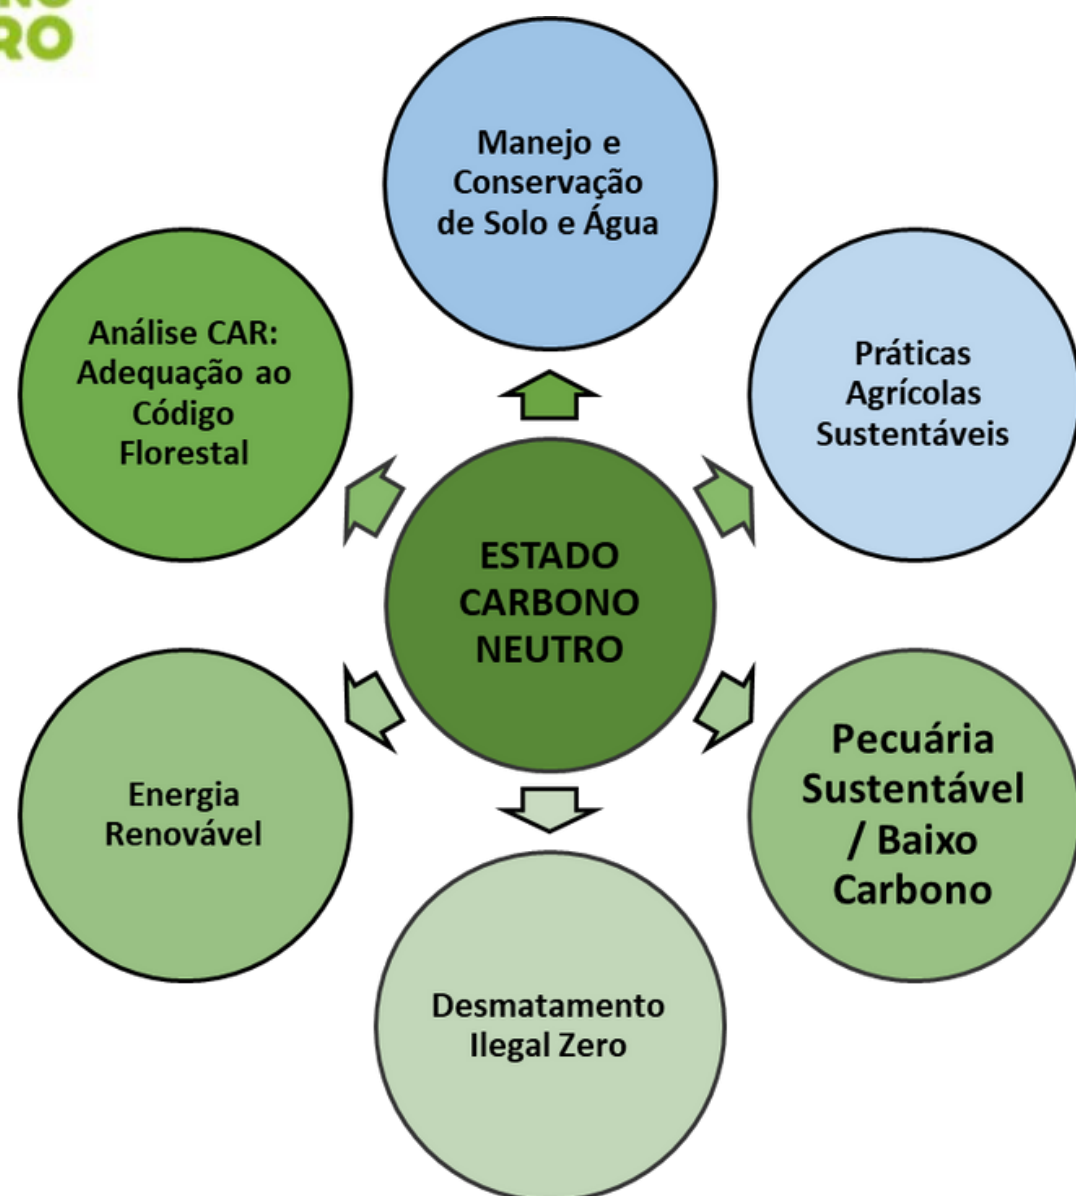 RO
Manejo e
Conservação
de Solo e Água
Análise CAR:
Adequação ao
Código
Florestal
Práticas
Agrícolas
Sustentáveis
ESTADO
CARBONO
NEUTRO
Energia
Renovável
Pecuária
Sustentável
/ Baixo
Carbono
Desmatamento
Ilegal Zero